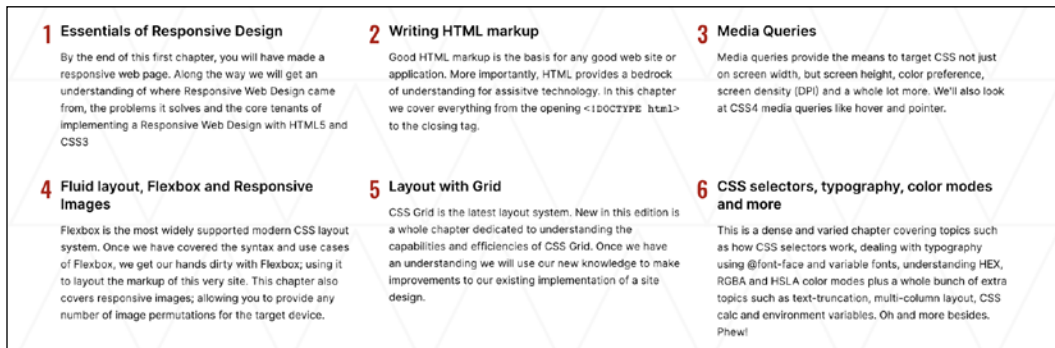 1 Essentials of Responsive Design
By the end of this first chapter, you will have made a
responsive web page. Along the way we will get an
understanding of where Responsive Web Design came
from, the problems it solves and the core tenants of
implementing a Responsive Web Design with HTML5 and
CSS3
2 Writing HTML markup
Good HTML markup is the basis for any good web site or
application. More importantly, HTML provides a bedrock
of understanding for assisitive technology. In this chapter
we cover everything from the opening <!DOCTYPE html>
to the closing tag.
3 Media Queries
Media queries provide the means to target CSS not just
on screen width, but screen height, color preference,
screen density (DPI) and a whole lot more. We'll also look
at CSS4 media queries like hover and pointer.
4 Fluid layout, Flexbox and Responsive
Images
Flexbox is the most widely supported modern CSS layout
system. Once we have covered the syntax and use cases
of Flexbox, we get our hands dirty with Flexbox; using it
to layout the markup of this very site. This chapter also
covers responsive images; allowing you to provide any
number of image permutations for the target device.
5 Layout with Grid
CSS Grid is the latest layout system. New in this edition is
a whole chapter dedicated to understanding the
capabilities and efficiencies of CSS Grid. Once we have
an understanding we will use our new knowledge to make
improvements to our existing implementation of a site
design.
6 CSS selectors, typography, color modes
and more
This is a dense and varied chapter covering topics such
as how CSS selectors work, dealing with typography
using @font-face and variable fonts, understanding HEX,
RGBA and HSLA color modes plus a whole bunch of extra
topics such as text-truncation, multi-column layout, CSS
calc and environment variables. Oh and more besides.
Phew!